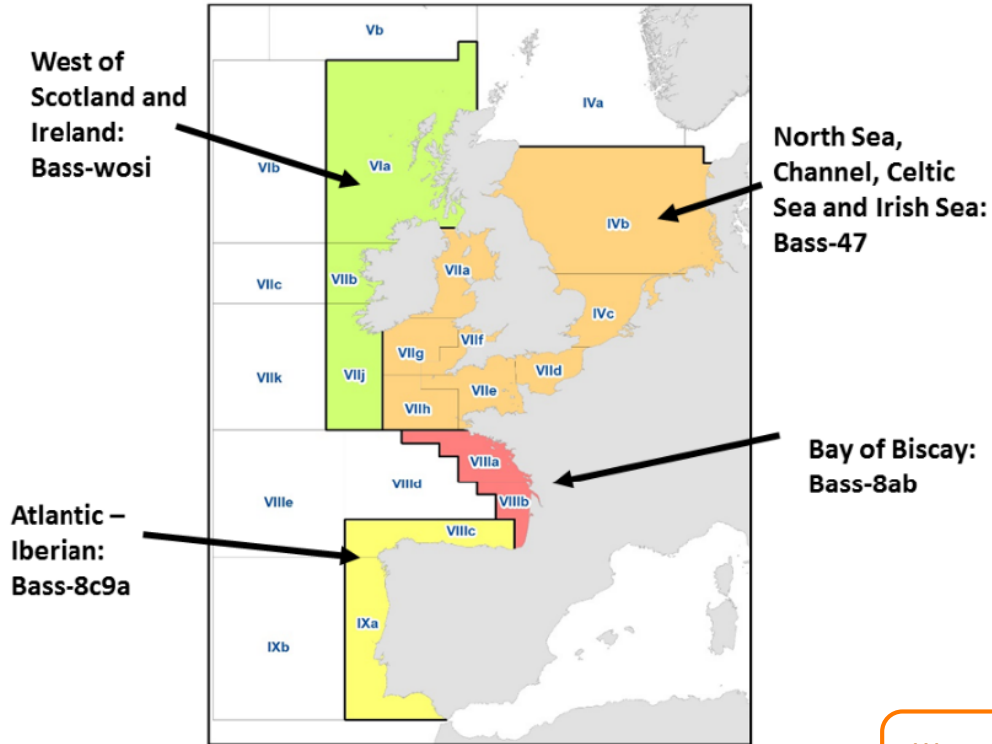 Vb
West of
Scotland and
Ireland:
Bass-wosi
IVa
North Sea,
Channel, Celtic
Sea and Irish Sea:
Bass-47
VIb
VIa
IVb
VIIc
VIIb
VIIa
IVc
VIIk
VIIj
VIIg
VIIf
VIIh
VIIe
VIId
Bay of Biscay:
Bass-8ab
VIIIe
VIIId
VIIIa
VIIIb
Atlantic –
Iberian:
Bass-8c9a
VIIIc
IXb
IXa